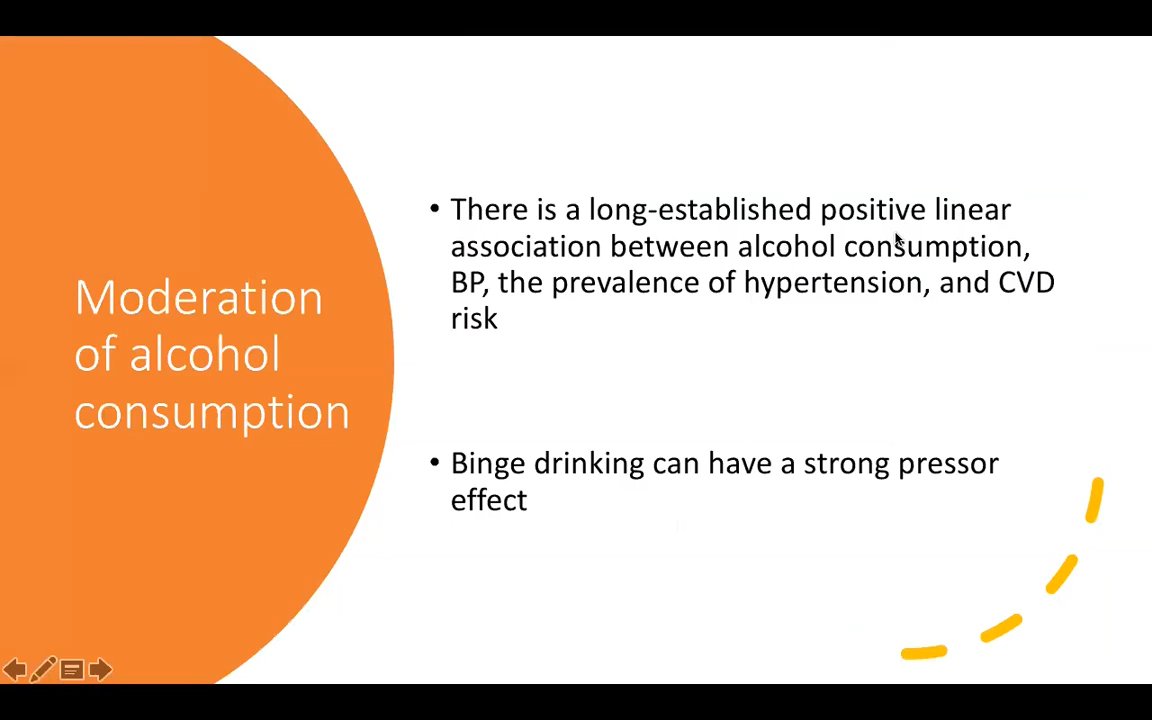 Moderation
of alcohol
consumption
• There is a long-established positive linear
association between alcohol consumption,
BP, the prevalence of hypertension, and CVD
risk
• Binge drinking can have a strong pressor
effect